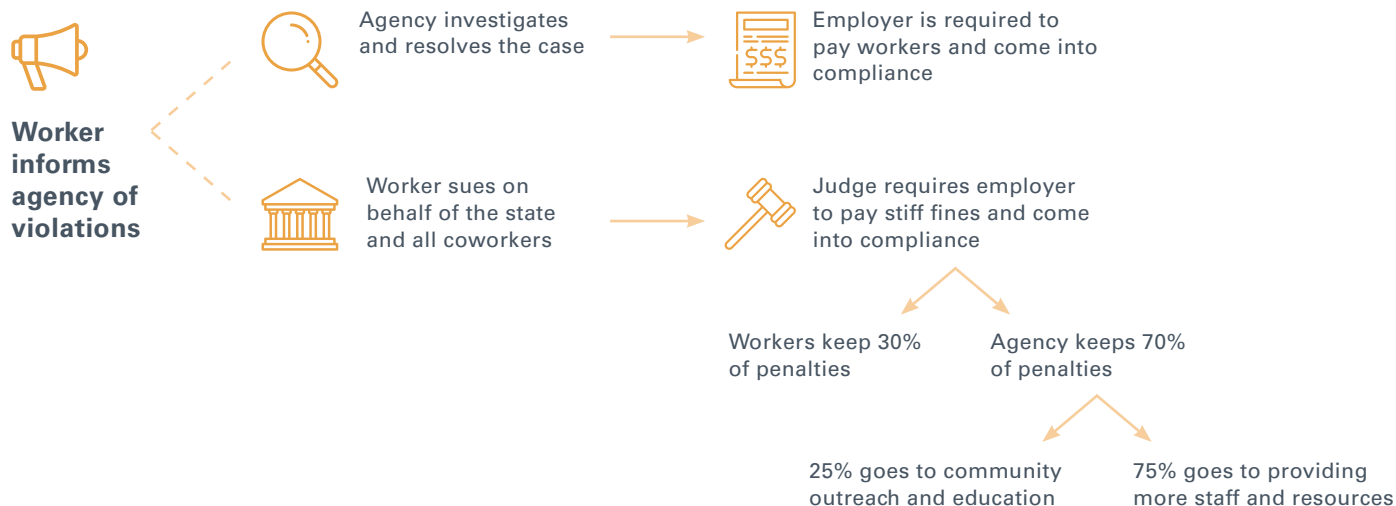 Agency investigates
and resolves the case
Employer is required to
pay workers and come into
compliance
$$$
Worker
informs
agency of
violations
Worker sues on
behalf of the state
and all coworkers
Judge requires employer
to pay stiff fines and come
into compliance
Workers keep 30%
of penalties
Agency keeps 70%
of penalties
25% goes to community
outreach and education
75% goes to providing
more staff and resources